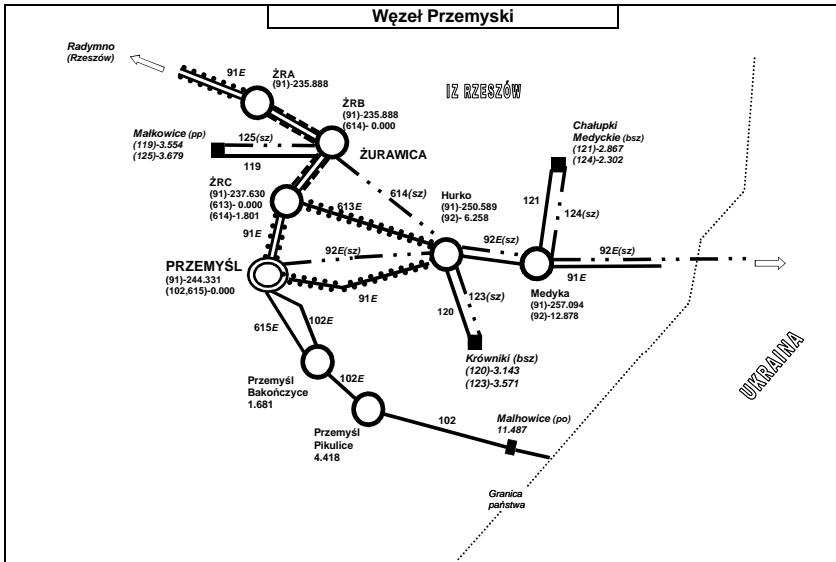 Węzeł Przemyski
Radymno
(Rzeszów)
91E
ŻRA
(91)-235.888
IZ RZESZÓW
ŻRB
(91)-235.888
(614)- 0.000
Małkowice (pp)
(119)-3.554
(125)-3.679
125(sz)
119
ŻURAWICA
Chałupki
Medyckie (bsz)
(121)-2.867
(124)-2.302
ŻRC
(91)-237.630
(613)- 0.000
(614)-1.801
614(sz)
613E
Hurko
(91)-250.589
(92)- 6.258
121
124(sz)
91E
92E(sz)
92E(sz)
92E(sz)
91E
PRZEMYŚL
(91)-244.331
(102,615)-0.000
91E
Medyka
(91)-257.094
(92)-12.878
123(sz)
120
615E
102E
Krówniki (bsz)
(120)-3.143
(123)-3.571
UKRAINA
Przemyśl
Bakończyce
1.681
102E
Przemyśl
Pikulice
4.418
102
Malhowice (po)
11.487
Granica
państwa